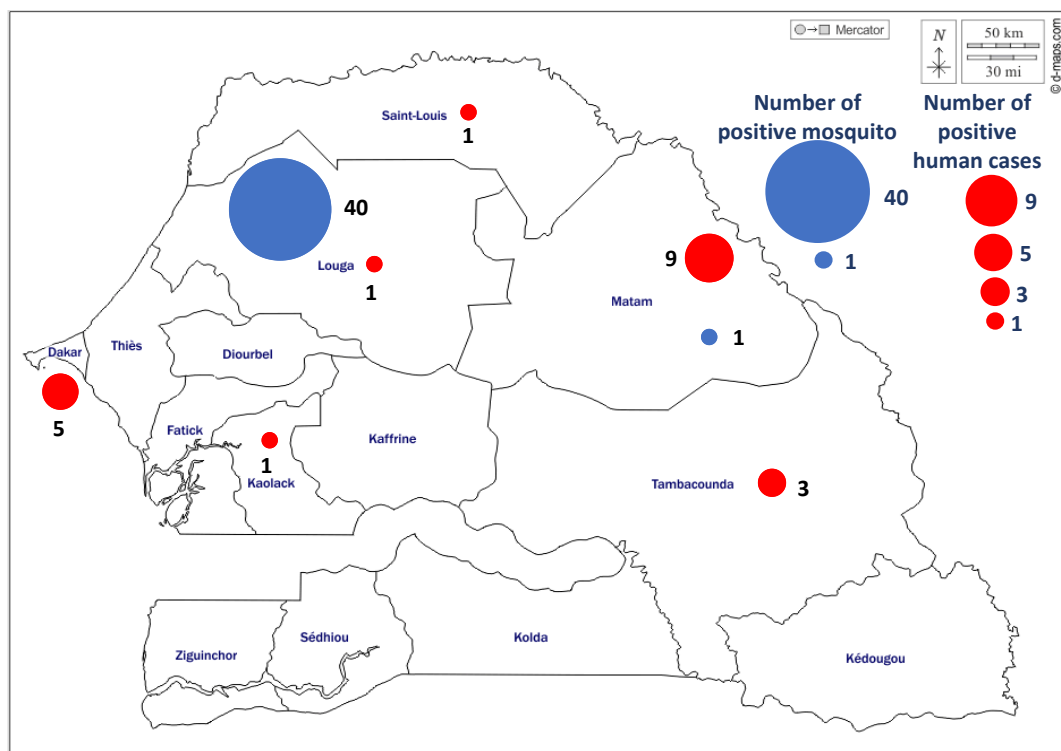 Mercator
N
50 km
30 mi
© d-maps.com
Number of
positive mosquito
40
1
Number of
positive
human cases
9
5
3
1
Saint-Louis
1
40
Louga
1
9
Matam
1
Dakar
5
Thiès
Diourbel
Fatick
1
Kaolack
Kaffrine
Tambacounda
3
Ziguinchor
Sédhiou
Kolda
Kédougou